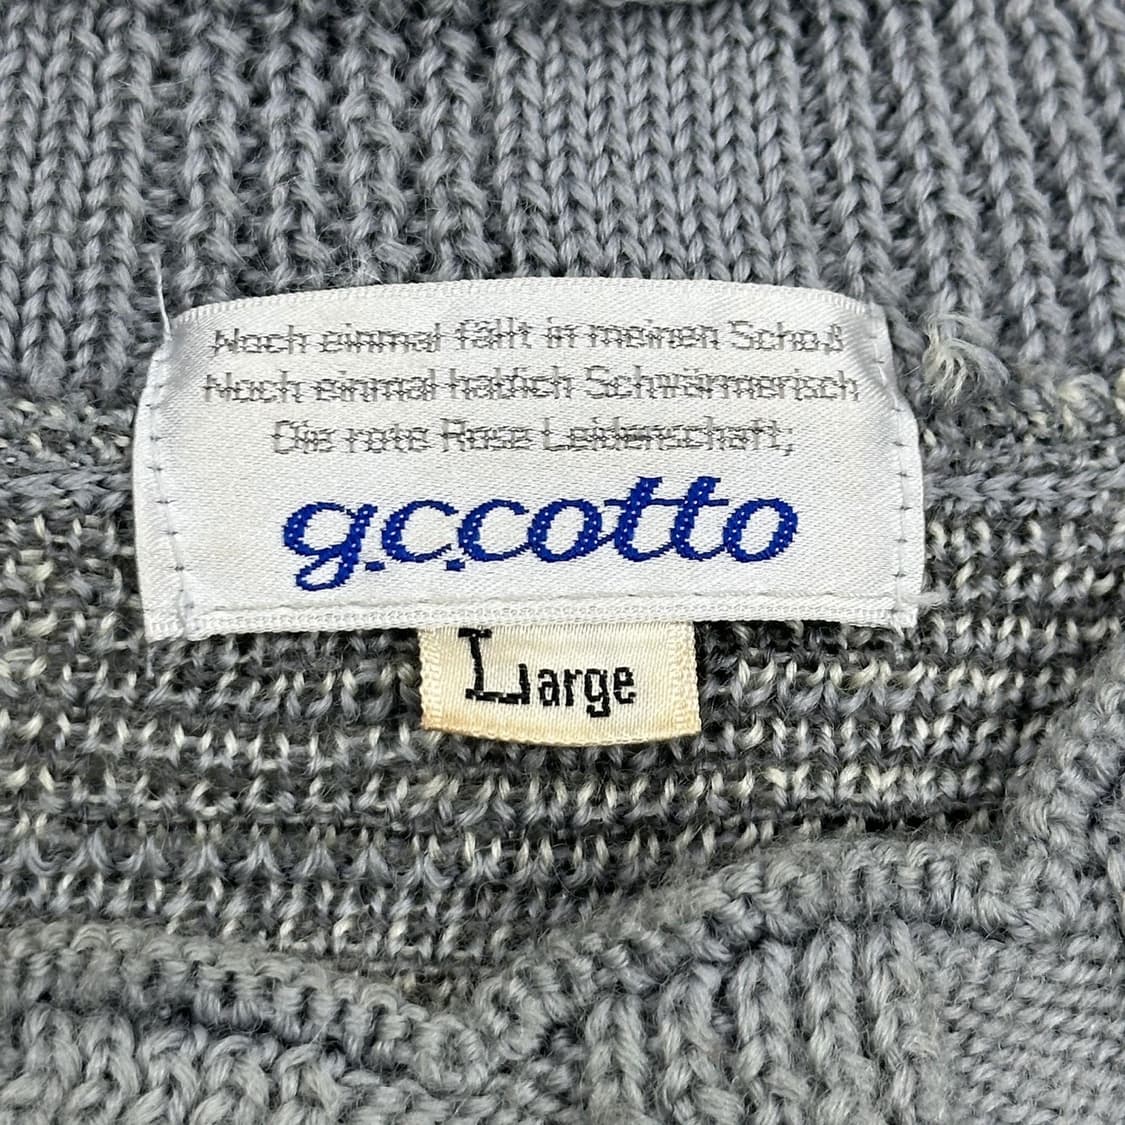 Noch einmal fällt in meinen Schoß
Noch einmal hab ich Schwärmerisch
Die rote Rose Leidenschaft;
g.c.cotto
Large